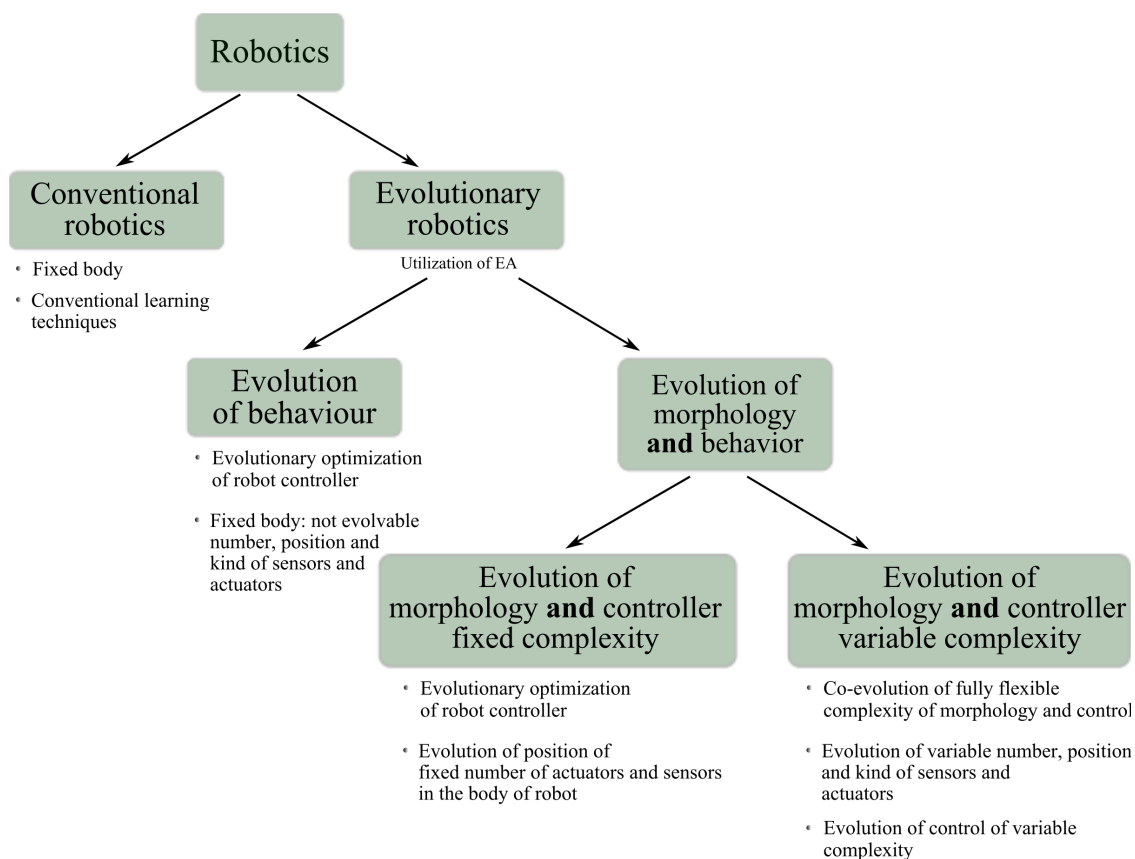 Robotics
Conventional
robotics
Evolutionary
robotics
Utilization of EA
• Fixed body
• Conventional learning
techniques
Evolution
of behaviour
Evolution of
morphology
and behavior
• Evolutionary optimization
of robot controller
• Fixed body: not evolvable
number, position and
kind of sensors and
actuators
Evolution of
morphology and controller
fixed complexity
Evolution of
morphology and controller
variable complexity
• Evolutionary optimization
of robot controller
• Evolution of position of
fixed number of actuators and sensors
in the body of robot
• Co-evolution of fully flexible
complexity of morphology and control
• Evolution of variable number, position
and kind of sensors and
actuators
• Evolution of control of variable
complexity